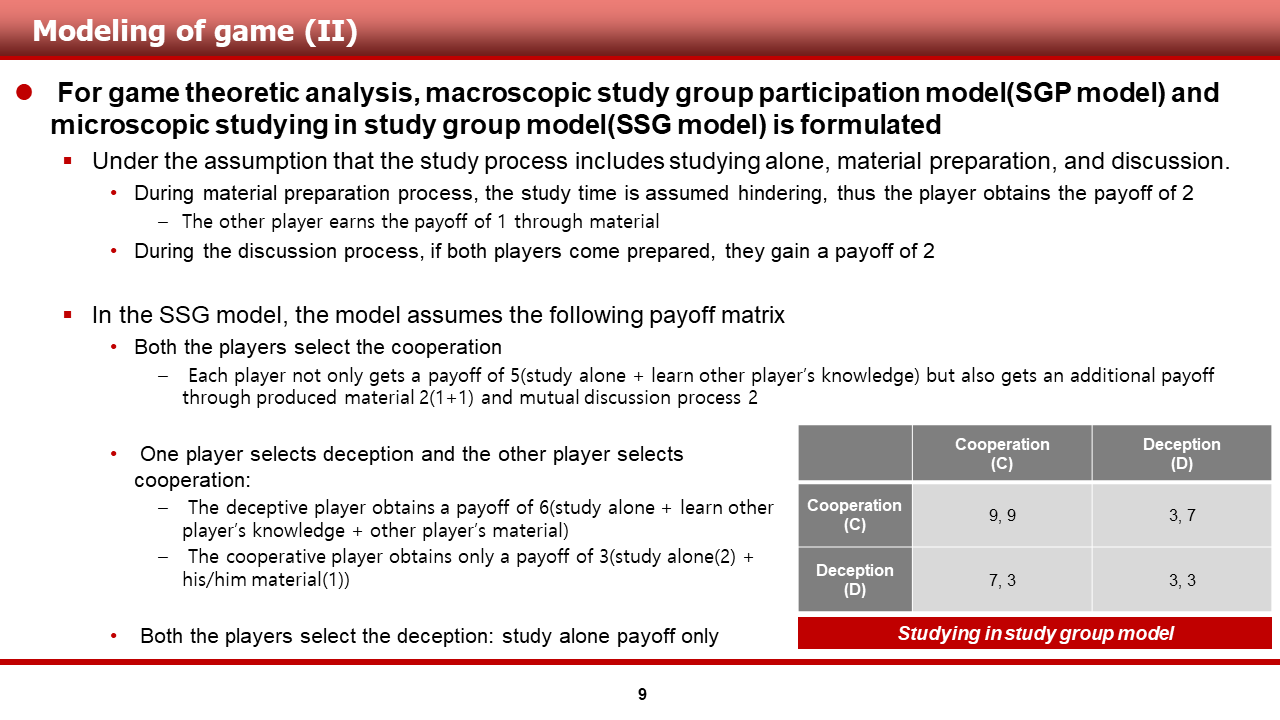 Modeling of game (II)
For game theoretic analysis, macroscopic study group participation model(SGP model) and
microscopic studying in study group model(SSG model) is formulated
Under the assumption that the study process includes studying alone, material preparation, and discussion.
During material preparation process, the study time is assumed hindering, thus the player obtains the payoff of 2
– The other player earns the payoff of 1 through material
During the discussion process, if both players come prepared, they gain a payoff of 2
In the SSG model, the model assumes the following payoff matrix
Both the players select the cooperation
– Each player not only gets a payoff of 5(study alone + learn other player's knowledge) but also gets an additional payoff
through produced material 2(1+1) and mutual discussion process 2
One player selects deception and the other player selects
cooperation:
– The deceptive player obtains a payoff of 6(study alone + learn other
player's knowledge + other player's material)
– The cooperative player obtains only a payoff of 3(study alone(2) +
his/him material(1))
Both the players select the deception: study alone payoff only
Cooperation
(C)
Deception
(D)
Cooperation
(C)
9, 9
3, 7
Deception
(D)
7, 3
3, 3
Studying in study group model
9